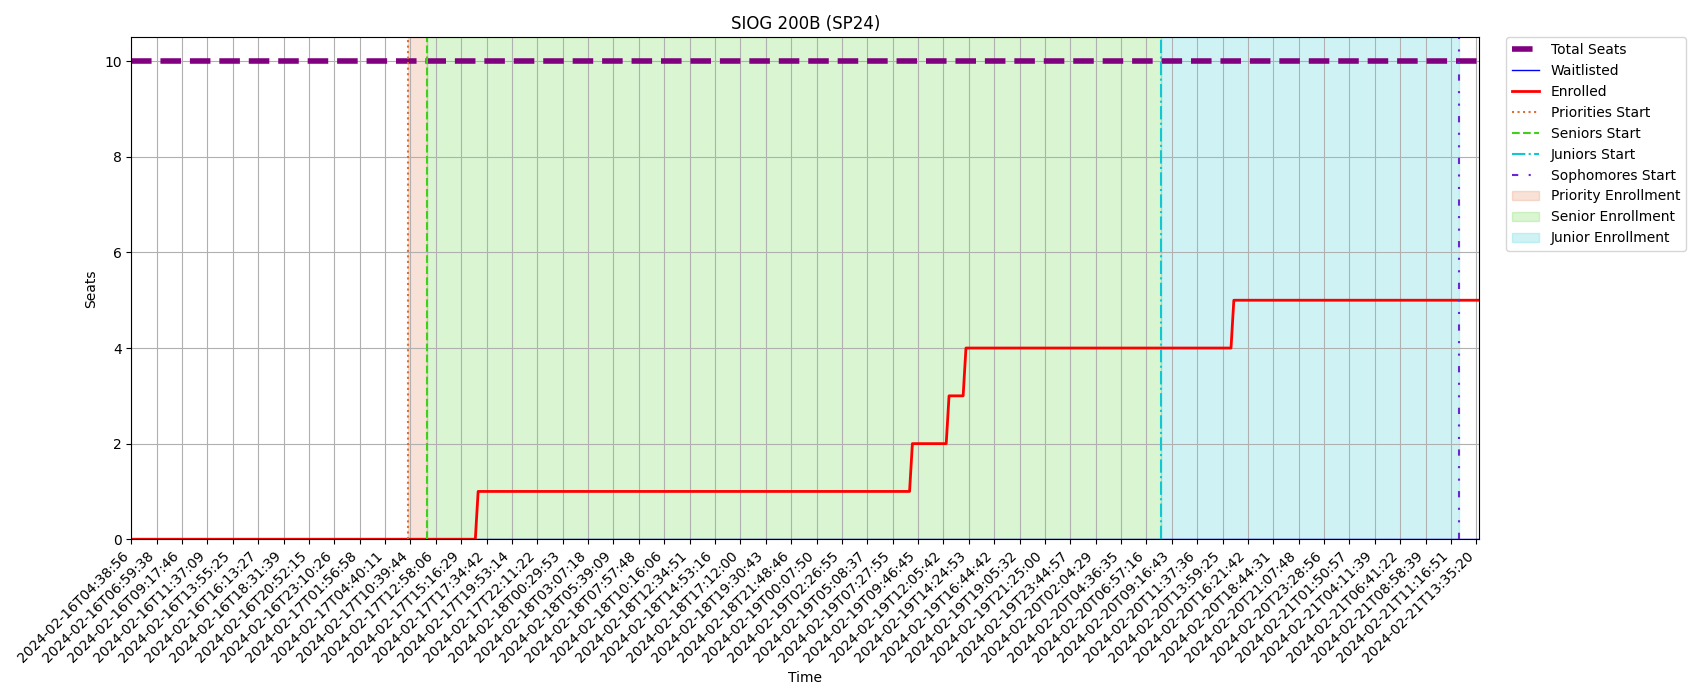 SIOG 200B (SP24)
Seats
10
8
6
4
2
0
2024-02-16T04:38:56
2024-02-16T06:59:38
2024-02-16T09:17:46
2024-02-16T11:37:09
2024-02-16T13:55:25
2024-02-16T16:13:27
2024-02-16T18:31:39
2024-02-16T20:52:15
2024-02-16T23:10:26
2024-02-17T01:56:58
2024-02-17T04:40:11
2024-02-17T10:39:44
2024-02-17T12:58:06
2024-02-17T15:16:29
2024-02-17T17:34:42
2024-02-17T19:53:14
2024-02-17T22:11:22
2024-02-18T00:29:53
2024-02-18T03:07:18
2024-02-18T05:39:09
2024-02-18T07:57:48
2024-02-18T10:16:06
2024-02-18T12:34:51
2024-02-18T14:53:16
2024-02-18T17:12:00
2024-02-18T19:30:43
2024-02-18T21:48:46
2024-02-19T00:07:50
2024-02-19T02:26:55
2024-02-19T05:08:37
2024-02-19T07:27:55
2024-02-19T09:46:45
2024-02-19T12:05:42
2024-02-19T14:24:53
2024-02-19T16:44:42
2024-02-19T19:05:32
2024-02-19T21:25:00
2024-02-19T23:44:57
2024-02-20T02:04:29
2024-02-20T04:36:35
2024-02-20T06:57:16
2024-02-20T09:16:43
2024-02-20T11:37:36
2024-02-20T13:59:25
2024-02-20T16:21:42
2024-02-20T18:44:31
2024-02-20T21:07:48
2024-02-20T23:28:56
2024-02-21T01:50:57
2024-02-21T04:11:39
2024-02-21T06:41:22
2024-02-21T08:58:39
2024-02-21T11:16:51
2024-02-21T13:35:20
Time
Total Seats
Waitlisted
Enrolled
Priorities Start
Seniors Start
Juniors Start
Sophomores Start
Priority Enrollment
Senior Enrollment
Junior Enrollment